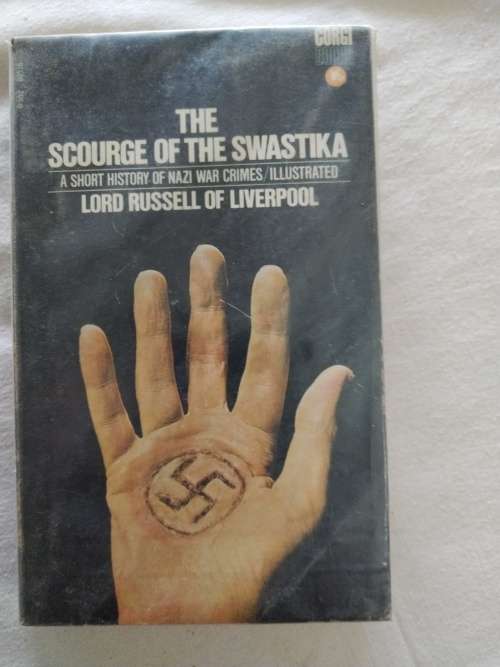 CORGI
THE
SCOURGE OF THE SWASTIKA
A SHORT HISTORY OF NAZI WAR CRIMES/ILLUSTRATED
LORD RUSSELL OF LIVERPOOL